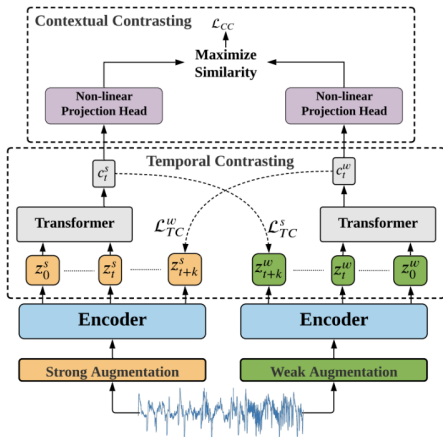 Contextual Contrasting
ℒ_CC
Maximize
Similarity
Non-linear
Projection Head
Non-linear
Projection Head
Temporal Contrasting
c_t^s
c_t^w
Transformer
ℒ_TC^w
ℒ_TC^s
Transformer
z_0^s
z_t^s
z_{t+k}^s
z_{t+k}^w
z_t^w
z_0^w
Encoder
Encoder
Strong Augmentation
Weak Augmentation